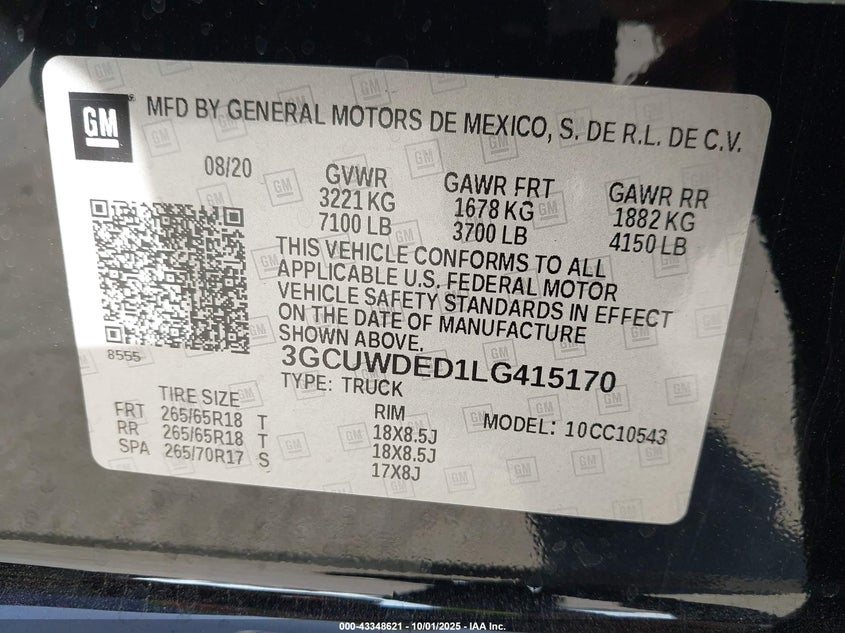 GM
MFD BY GENERAL MOTORS DE MEXICO, S. DE R.L. DE C.V.
08/20
GVWR
3221 KG
7100 LB
GAWR FRT
1678 KG
3700 LB
GAWR RR
1882 KG
4150 LB
THIS VEHICLE CONFORMS TO ALL
APPLICABLE U.S. FEDERAL MOTOR
VEHICLE SAFETY STANDARDS IN EFFECT
ON THE DATE OF MANUFACTURE
SHOWN ABOVE.
8555
3GCUWDED1LG415170
TYPE: TRUCK
TIRE SIZE
RIM
MODEL: 10CC10543
FRT 265/65R18 T 18X8.5J
RR 265/65R18 T 18X8.5J
SPA 265/70R17 S 17X8J
000-43348621 - 10/01/2025 - IAA Inc.